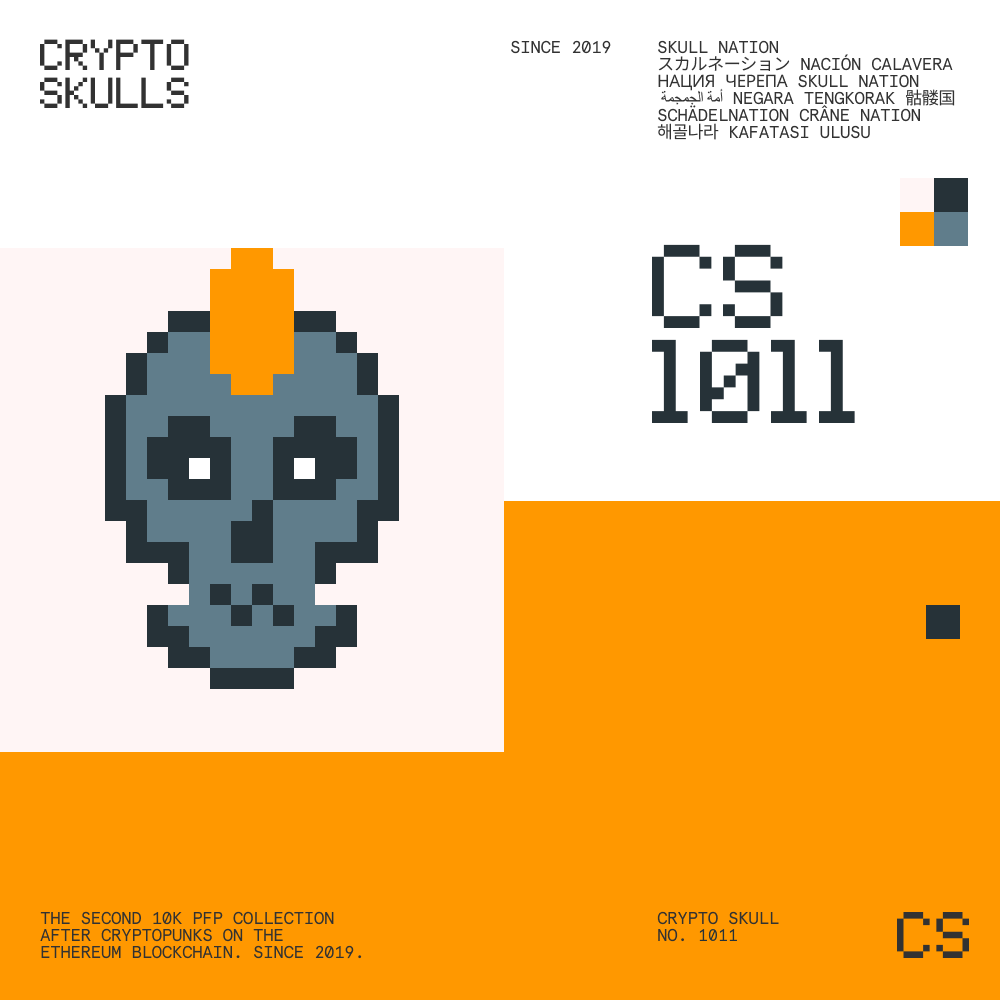 CRYPTO
SKULLS
SINCE 2019
SKULL NATION
スカルネーション NACIÓN CALAVERA
НАЦИЯ ЧЕРЕПА SKULL NATION
أمة الجمجمة NEGARA TENGKORAK 骷髅国
SCHÄDELNATION CRÂNE NATION
해골나라 KAFATASI ULUSU
CS
1011
THE SECOND 10K PFP COLLECTION
AFTER CRYPTOPUNKS ON THE
ETHEREUM BLOCKCHAIN. SINCE 2019.
CRYPTO SKULL
NO. 1011
CS